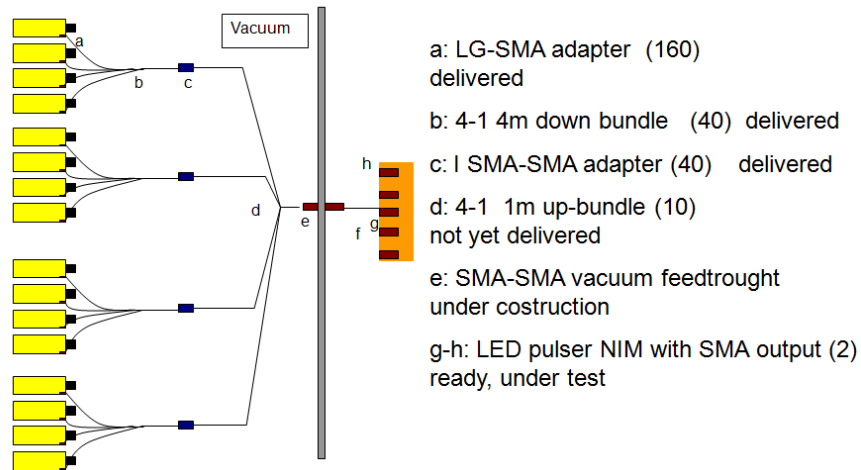 Vacuum
a
b
c
d
e
f
g
h
a: LG-SMA adapter (160)
delivered
b: 4-1 4m down bundle (40) delivered
c: I SMA-SMA adapter (40) delivered
d: 4-1 1m up-bundle (10)
not yet delivered
e: SMA-SMA vacuum feedtrought
under costruction
g-h: LED pulser NIM with SMA output (2)
ready, under test